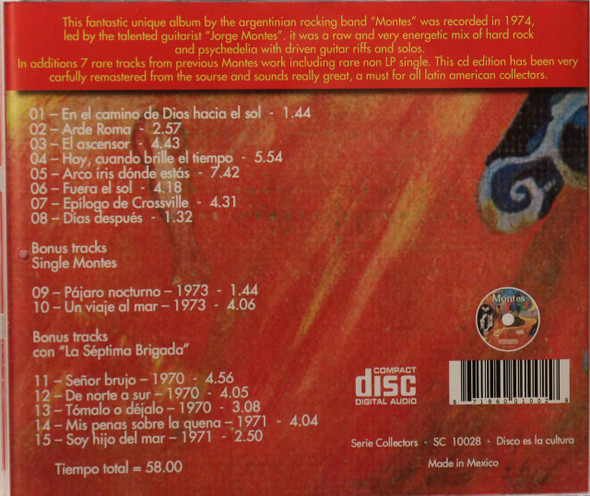 This fantastic unique album by the argentinian rocking band "Montes" was recorded in 1974,
led by the talented guitarist "Jorge Montes". it was a raw and very energetic mix of hard rock
and psychedelia with driven guitar riffs and solos.
In additions 7 rare tracks from previous Montes work including rare non LP single. This cd edition has been very
carfully remastered from the sourse and sounds really great, a must for all latin american collectors.
01 – En el camino de Dios hacia el sol - 1.44
02 – Arde Roma - 2.57
03 – El ascensor - 4.43
04 – Hoy, cuando brille el tiempo - 5.54
05 – Arco iris dónde estás - 7.42
06 – Fuera el sol - 4.18
07 – Epílogo de Crossville - 4.31
08 – Días después - 1.32
Bonus tracks
Single Montes
09 – Pájaro nocturno – 1973 - 1.44
10 – Un viaje al mar – 1973 - 4.06
Bonus tracks
con "La Séptima Brigada"
11 – Señor brujo – 1970 - 4.56
12 – De norte a sur – 1970 - 4.05
13 – Tómalo o déjalo – 1970 - 3.08
14 – Mis penas sobre la quena – 1971 - 4.04
15 – Soy hijo del mar – 1971 - 2.50
Tiempo total = 58.00
Montes
COMPACT
disc
DIGITAL AUDIO
Serie Collectors - SC 10028 - Disco es la cultura
Made in Mexico